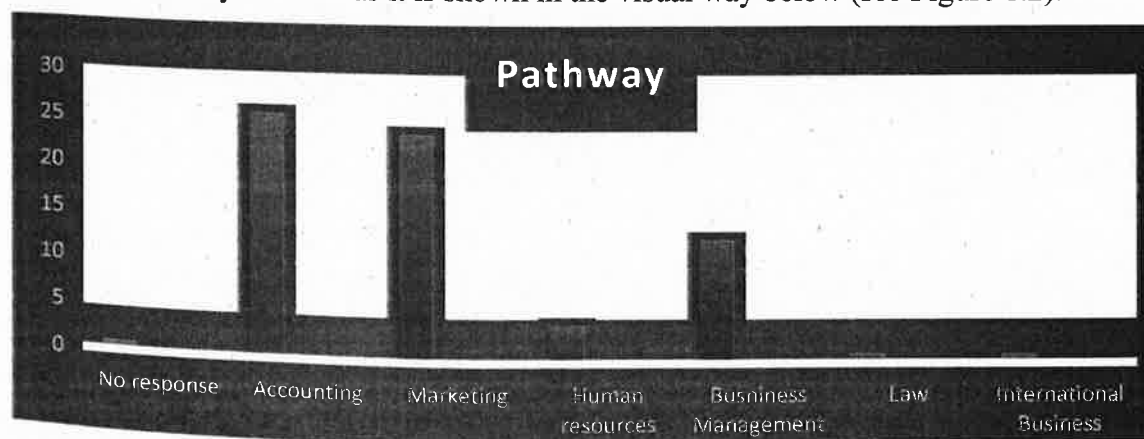 as it is shown in the visual way below (see Figure
Pathway
30
25
20
15
10
5
0
No response
Accounting
Marketing
Human
resources
Busniness
Management
Law
International
Business